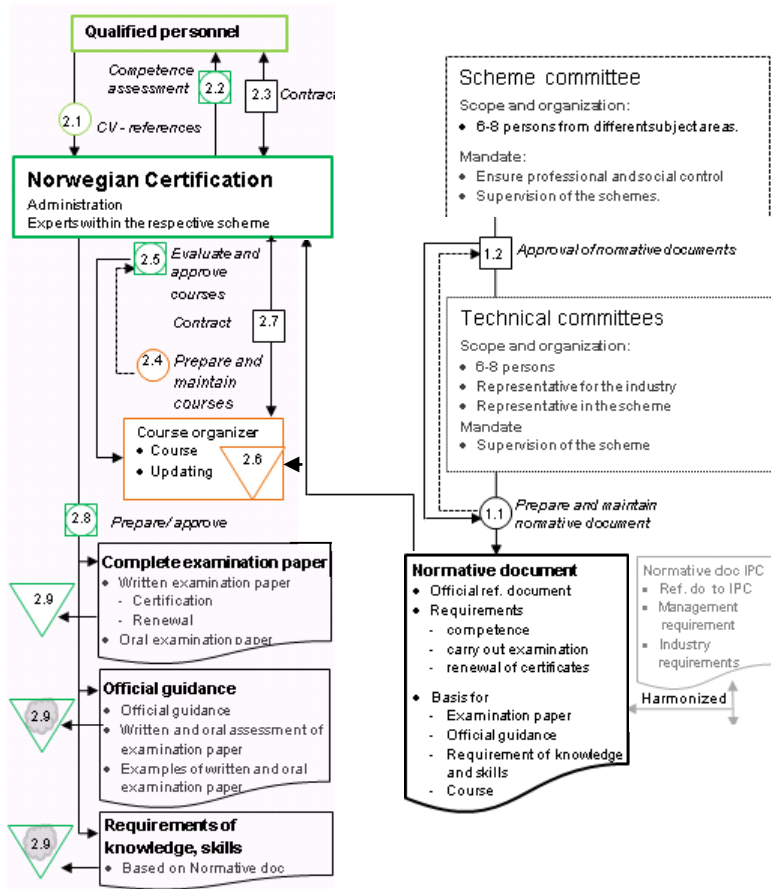 Qualified personnel
Competence
assessment
2.2
2.3
Contract
2.1
CV - references
Norwegian Certification
Administration
Experts within the respective scheme
2.5
Evaluate and
approve
courses
Contract
2.7
2.4
Prepare and
maintain
courses
Course organizer
● Course
● Updating
2.6
2.8
Prepare/ approve
Complete examination paper
● Written examination paper
- Certification
- Renewal
● Oral examination paper
2.9
Official guidance
● Official guidance
● Written and oral assessment of
examination paper
● Examples of written and oral
examination paper
2.9
Requirements of
knowledge, skills
● Based on Normative doc
2.9
Scheme committee
Scope and organization:
● 6-8 persons from different subject areas.
Mandate:
● Ensure professional and social control
● Supervision of the schemes.
1.2
Approval of normative documents
Technical committees
Scope and organization:
● 6-8 persons
● Representative for the industry
● Representative in the scheme
Mandate
● Supervision of the scheme
1.1
Prepare and maintain
normative document
Normative document
● Official ref. document
● Requirements
- competence
- carry out examination
- renewal of certificates
● Basis for
- Examination paper
- Official guidance
- Requirement of knowledge
and skills
- Course
Normative doc IPC
▪ Ref. do to IPC
▪ Management
requirement
▪ Industry
requirements
Harmonized